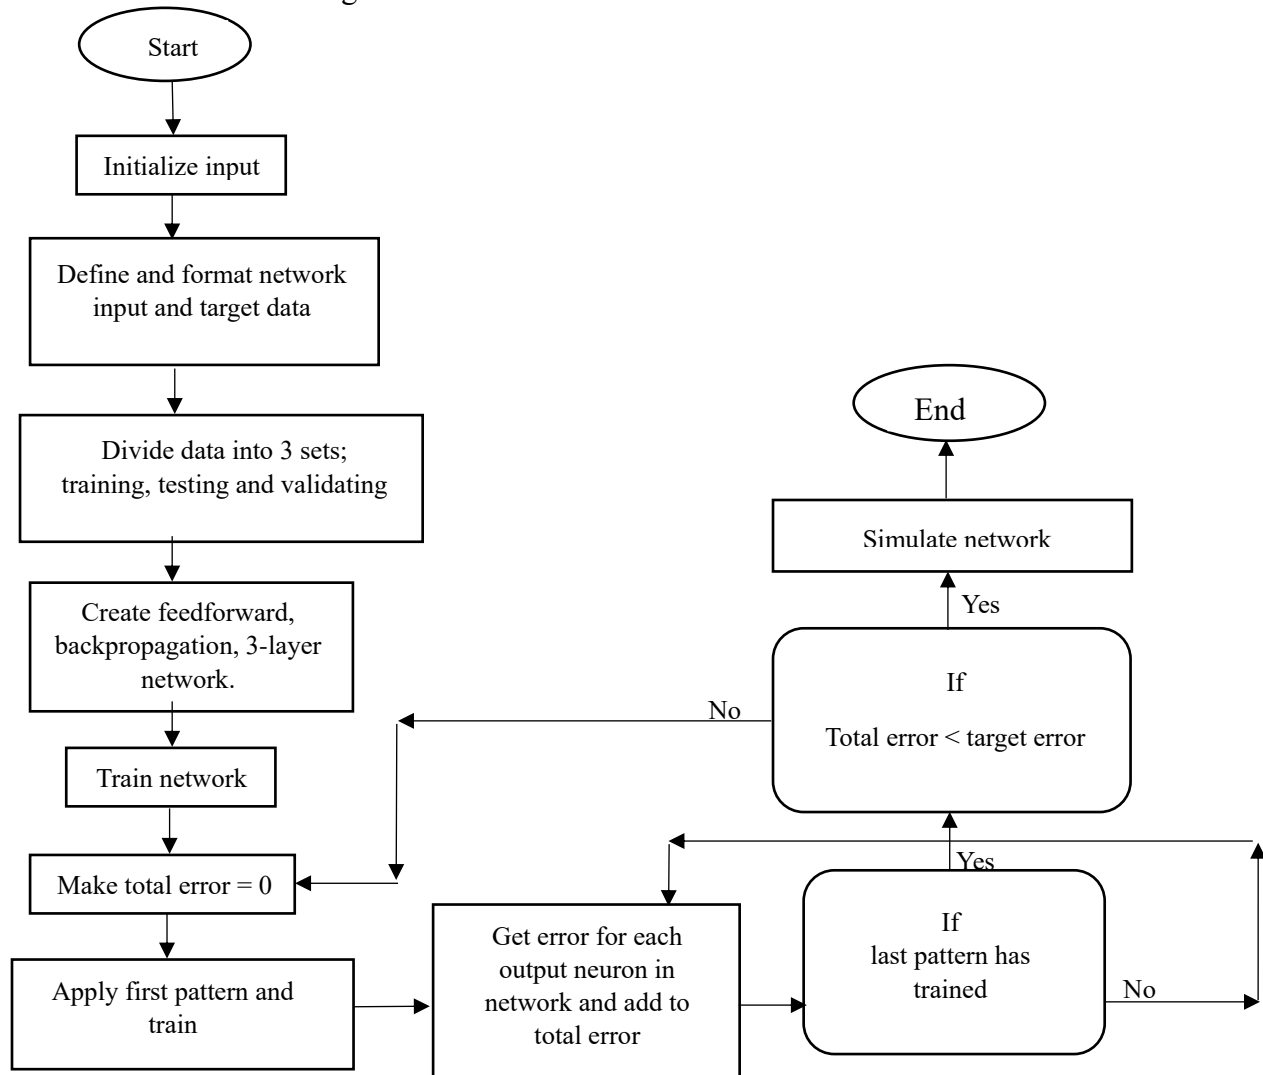 Start
Initialize input
Define and format network
input and target data
Divide data into 3 sets;
training, testing and validating
Create feedforward,
backpropagation, 3-layer
network.
Train network
Make total error = 0
Apply first pattern and
train
Get error for each
output neuron in
network and add to
total error
If
last pattern has
trained
No
Yes
If
Total error < target error
No
Yes
Simulate network
End